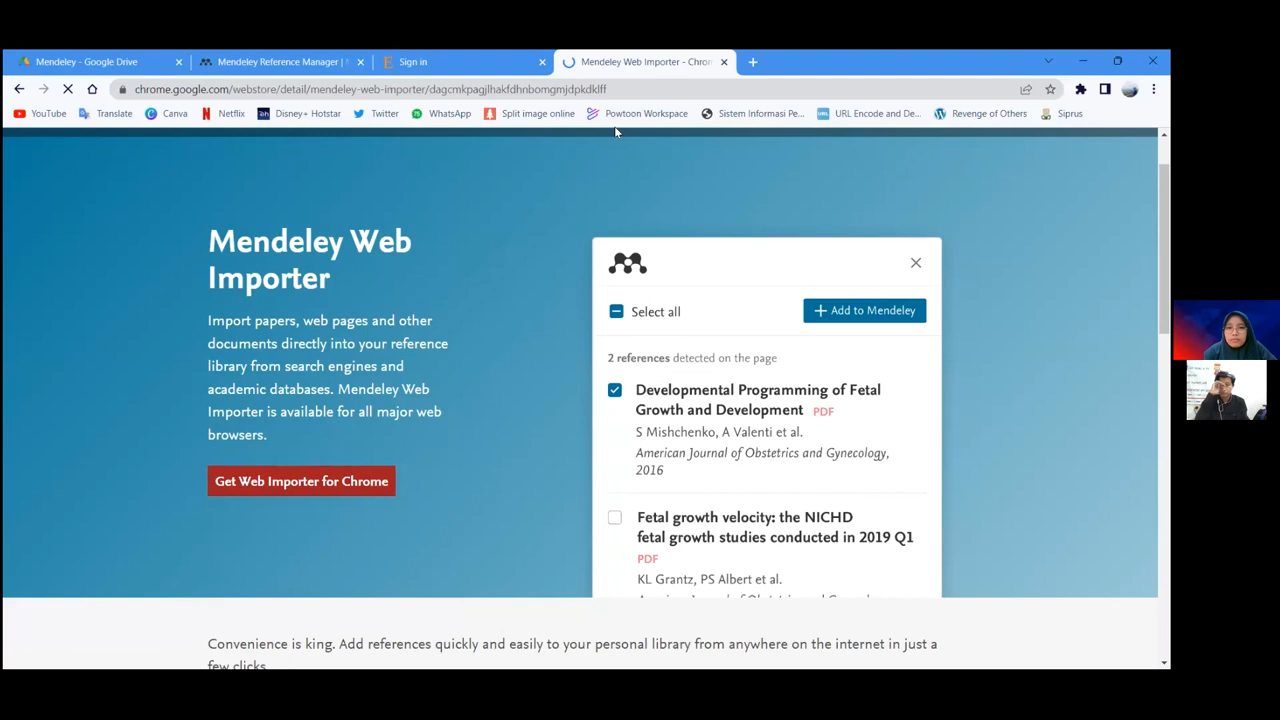 Mendeley - Google Drive
Mendeley Reference Manager |
Sign in
Mendeley Web Importer - Chron
chrome.google.com/webstore/detail/mendeley-web-importer/dagcmkpagjlhakfdhnbomgmjdpkdklff
YouTube
Translate
Canva
Netflix
Disney+ Hotstar
Twitter
WhatsApp
Split image online
Powtoon Workspace
Sistem Informasi Pe...
URL Encode and De...
Revenge of Others
Siprus
Mendeley Web
Importer
Import papers, web pages and other
documents directly into your reference
library from search engines and
academic databases. Mendeley Web
Importer is available for all major web
browsers.
Get Web Importer for Chrome
Select all
+ Add to Mendeley
2 references detected on the page
Developmental Programming of Fetal
Growth and Development PDF
S Mishchenko, A Valenti et al.
American Journal of Obstetrics and Gynecology,
2016
Fetal growth velocity: the NICHD
fetal growth studies conducted in 2019 Q1
PDF
KL Grantz, PS Albert et al.
Convenience is king. Add references quickly and easily to your personal library from anywhere on the internet in just a
few clicks.